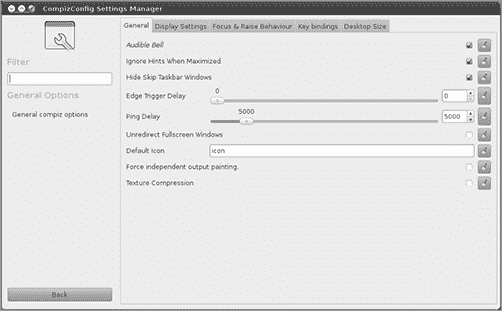 CompizConfig Settings Manager
Filter
General Options
General compiz options
Back
General Display Settings Focus & Raise Behaviour Key bindings Desktop Size
Audible Bell
Ignore Hints When Maximized
Hide Skip Taskbar Windows
Edge Trigger Delay 0 0
Ping Delay 5000 5000
Unredirect Fullscreen Windows
Default Icon icon
Force independent output painting.
Texture Compression